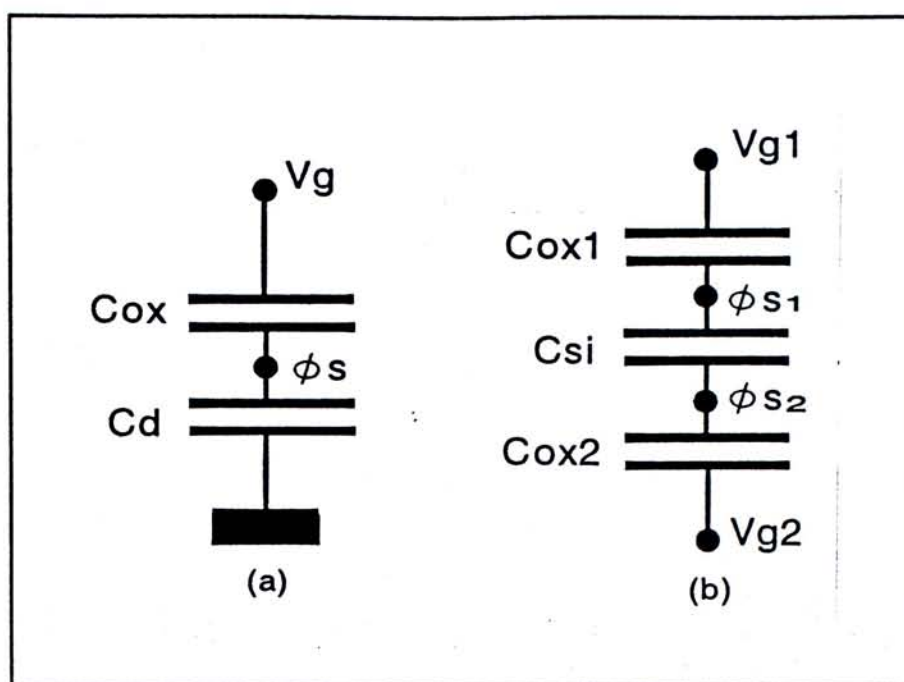 Vg
Cox
ϕs
Cd
(a)
Vg1
Cox1
ϕs1
Csi
ϕs2
Cox2
Vg2
(b)